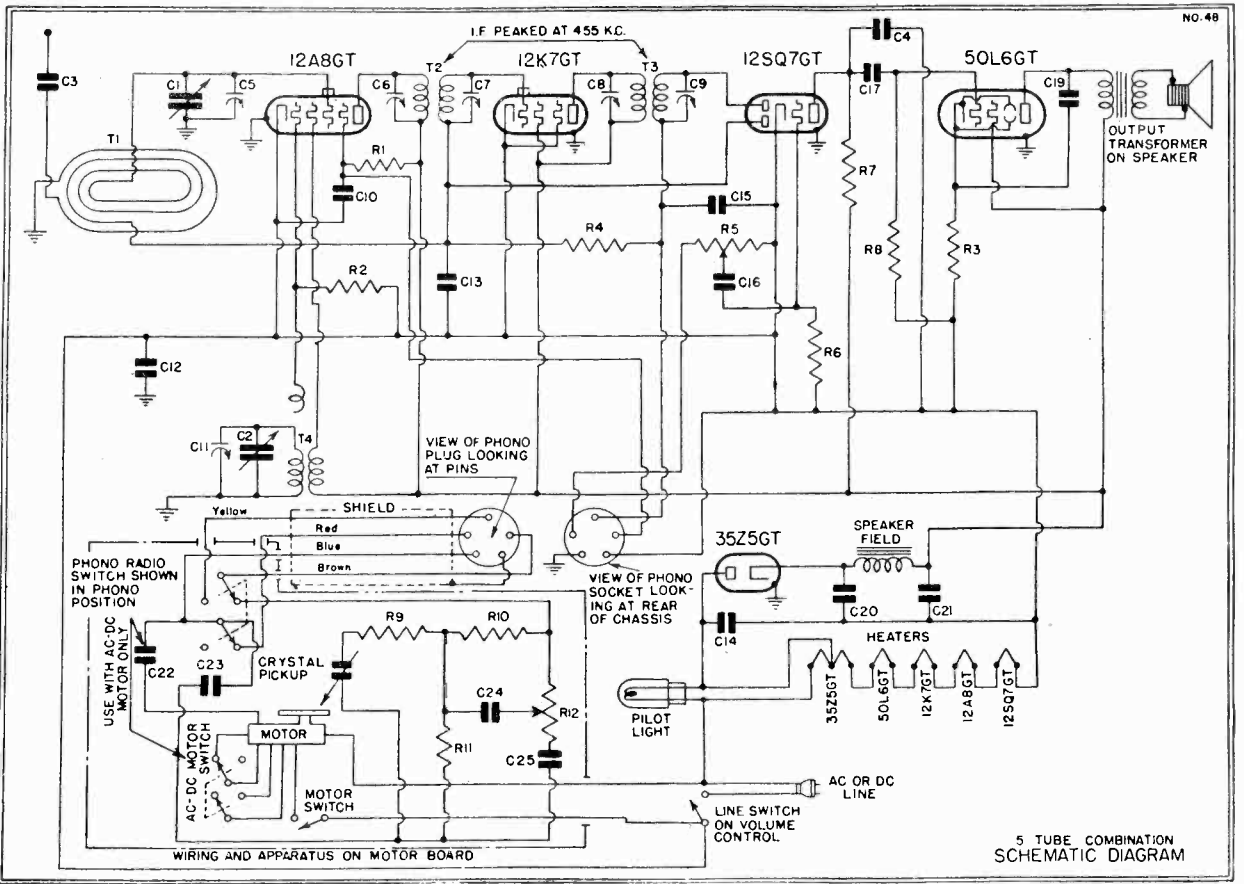 NO. 48
I.F PEAKED AT 455 K.C.
C3
12A8GT
T2
12K7GT
T3
12SQ7GT
C4
50L6GT
C1
C5
C6
C7
C8
C9
C17
C19
T1
R1
C10
OUTPUT
TRANSFORMER
ON SPEAKER
R7
C15
R4
R5
R8
R3
R2
C13
C16
C12
R6
C11
C2
T4
VIEW OF PHONO
PLUG LOOKING
AT PINS
Yellow
SHIELD
Red
Blue
Brown
35Z5GT
SPEAKER
FIELD
PHONO RADIO
SWITCH SHOWN
IN PHONO
POSITION
VIEW OF PHONO
SOCKET LOOK-
ING AT REAR
OF CHASSIS
C20
C21
C14
HEATERS
USE WITH AC-DC
MOTOR ONLY
C22
C23
CRYSTAL
PICKUP
R9
R10
C24
R12
R11
C25
PILOT
LIGHT
35Z5GT
50L6GT
12K7GT
12A8GT
12SQ7GT
MOTOR
AC-DC MOTOR
SWITCH
MOTOR
SWITCH
AC OR DC
LINE
LINE SWITCH
ON VOLUME
CONTROL
WIRING AND APPARATUS ON MOTOR BOARD
5 TUBE COMBINATION
SCHEMATIC DIAGRAM